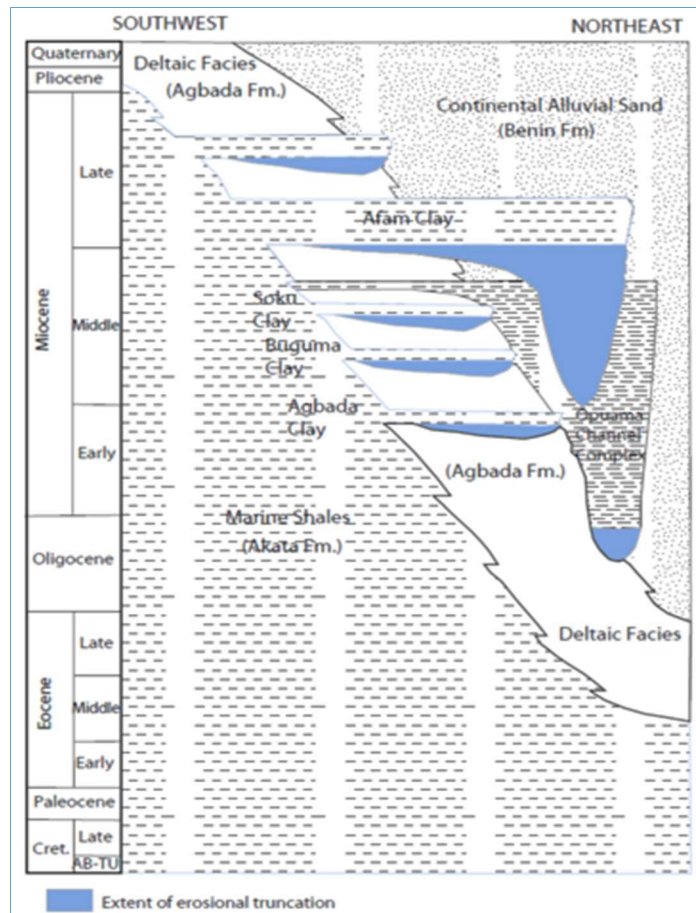 SOUTHWEST
NORTHEAST
Quaternary
Pliocene
Miocene
Late
Middle
Early
Oligocene
Eocene
Late
Middle
Early
Paleocene
Cret.
Late
AB-TU
Deltaic Facies
(Agbada Fm.)
Continental Alluvial Sand
(Benin Fm)
Afam Clay
Soku
Clay
Buguma
Clay
Agbada
Clay
Opuama
Channel
Complex
(Agbada Fm.)
Marine Shales
(Akata Fm.)
Deltaic Facies
Extent of erosional truncation